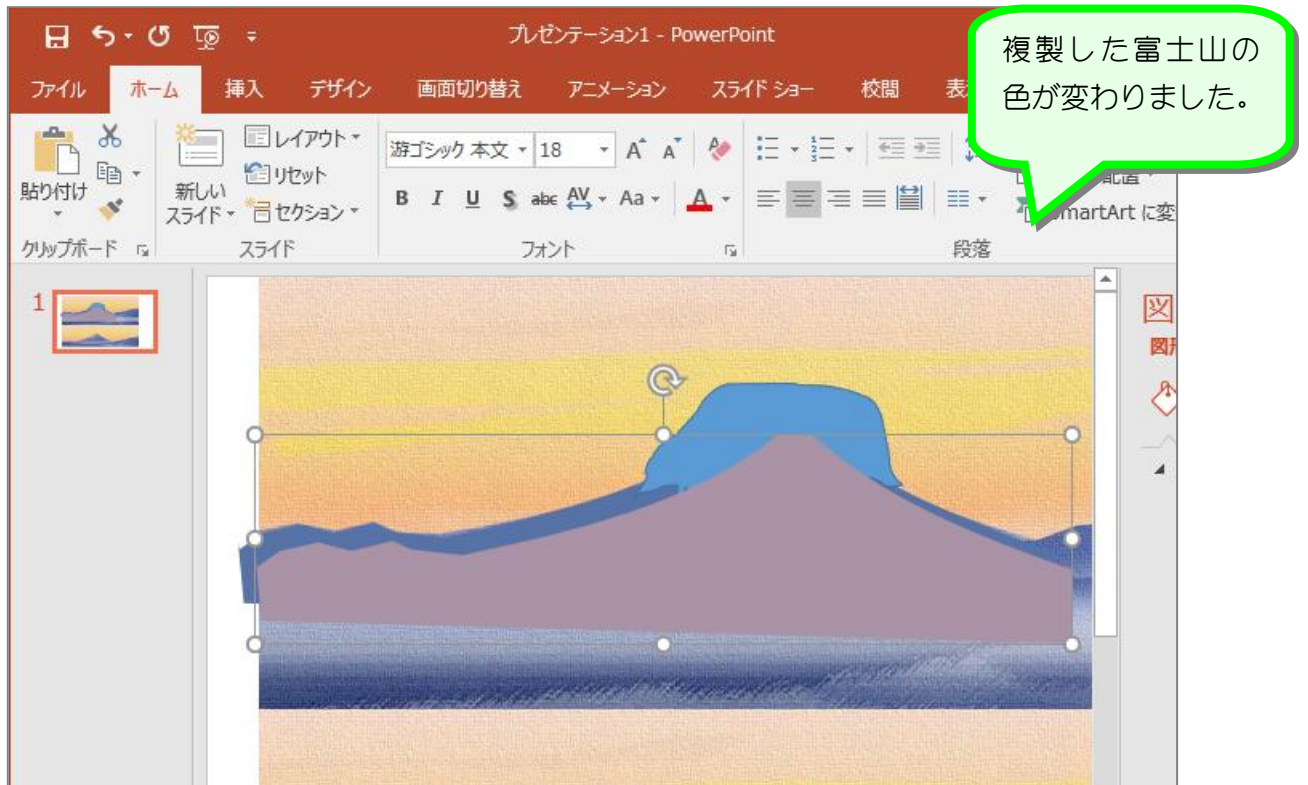 プレゼンテーション1 - PowerPoint
複製した富士山の
色が変わりました。
ファイル ホーム 挿入 デザイン 画面切り替え アニメーション スライド ショー 校閲
貼り付け
新しい
スライド
レイアウト
リセット
セクション
游ゴシック 本文 18 A A
B I U S abc AV Aa A
SmartArt に変
クリップボード スライド フォント 段落
1
図
図形